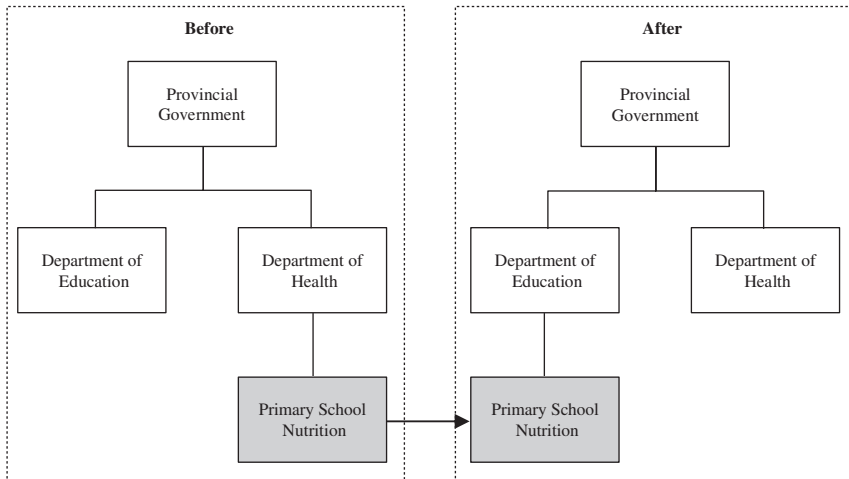 Before
Provincial
Government
Department of
Education
Department of
Health
Primary School
Nutrition
After
Provincial
Government
Department of
Education
Department of
Health
Primary School
Nutrition